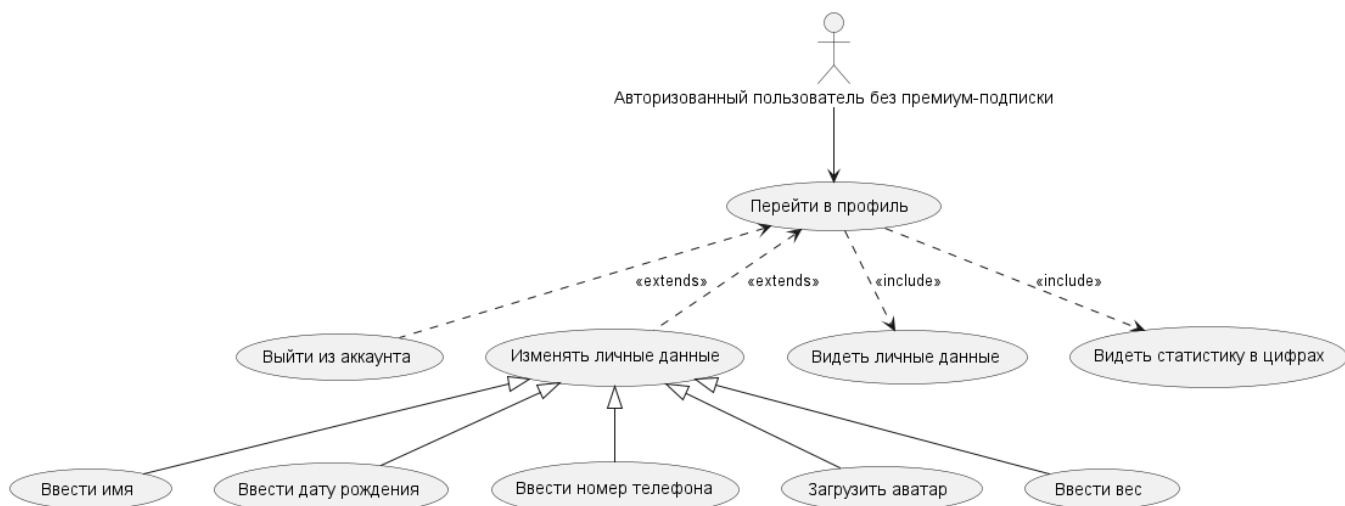 Авторизованный пользователь без премиум-подписки
Перейти в профиль
«extends»
«extends»
«include»
«include»
Выйти из аккаунта
Изменять личные данные
Видеть личные данные
Видеть статистику в цифрах
Ввести имя
Ввести дату рождения
Ввести номер телефона
Загрузить аватар
Ввести вес